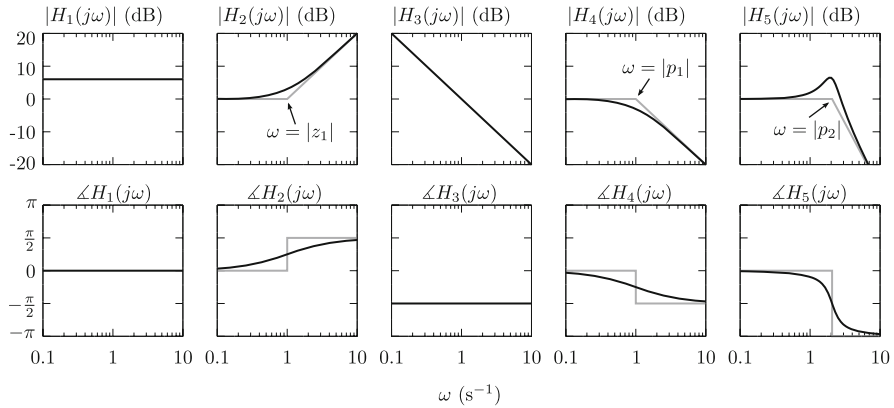 |H₁(jω)| (dB) |H₂(jω)| (dB) |H₃(jω)| (dB) |H₄(jω)| (dB) |H₅(jω)| (dB)
20
10
0
-10
-20
ω = |z₁|
ω = |p₁|
ω = |p₂|
∡H₁(jω) ∡H₂(jω) ∡H₃(jω) ∡H₄(jω) ∡H₅(jω)
π
π/2
0
−π/2
−π
0.1 1 10 0.1 1 10 0.1 1 10 0.1 1 10 0.1 1 10
ω (s⁻¹)